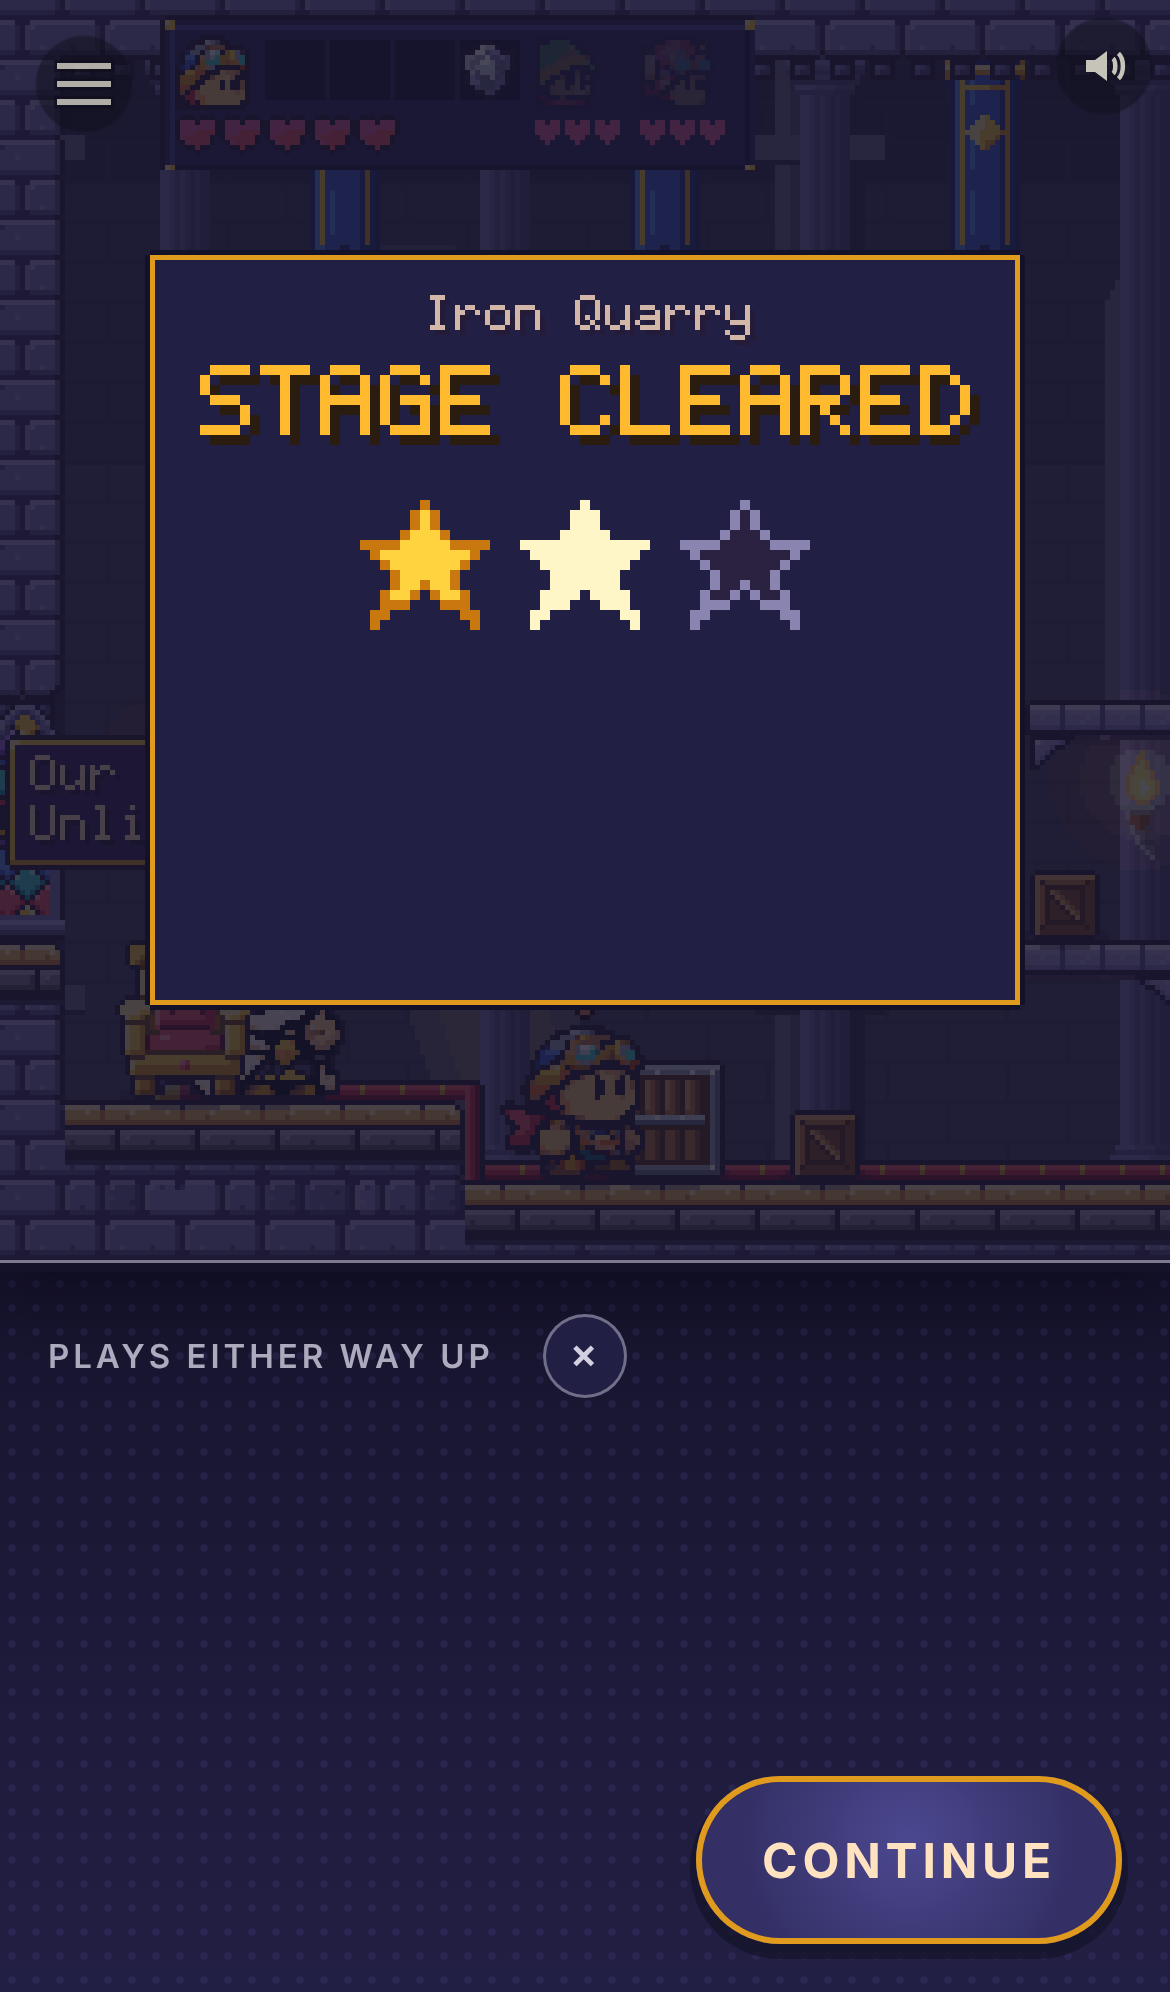 Iron Quarry
STAGE CLEARED
Our
Unli
PLAYS EITHER WAY UP
×
CONTINUE